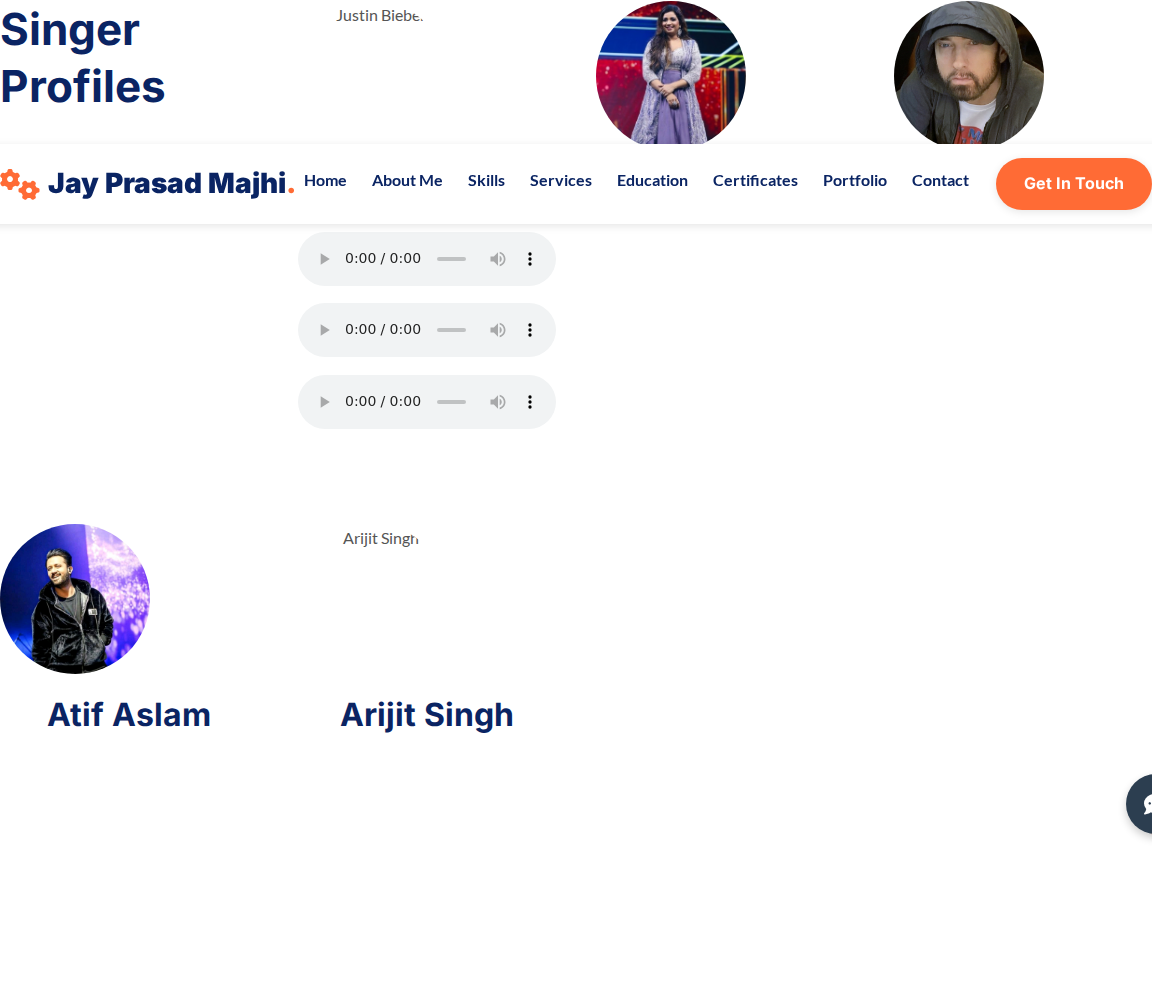 Singer
Profiles
Justin Biebe
Jay Prasad Majhi.
Home
About Me
Skills
Services
Education
Certificates
Portfolio
Contact
Get In Touch
0:00 / 0:00
0:00 / 0:00
0:00 / 0:00
Arijit Singh
Atif Aslam
Arijit Singh